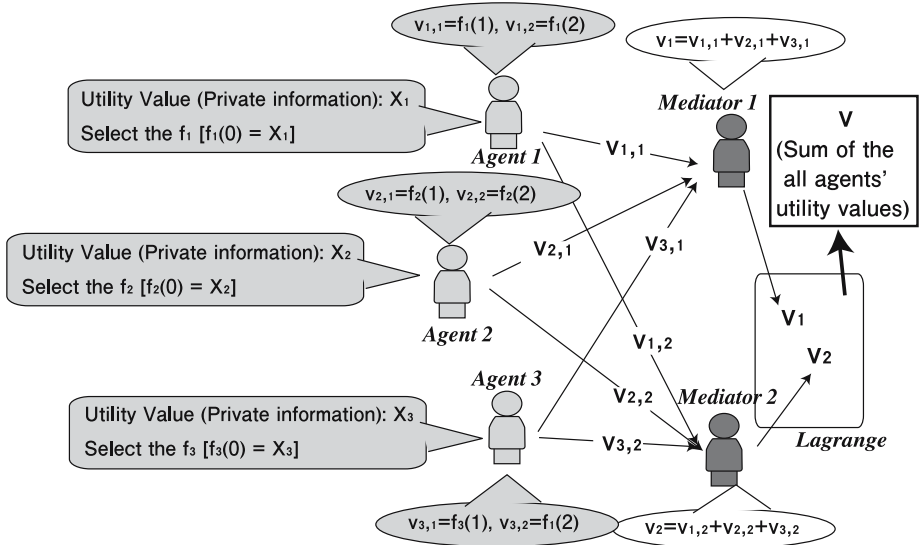 v1,1=f1(1), v1,2=f1(2)
v1=v1,1+v2,1+v3,1
Utility Value (Private information): X1
Select the f1 [f1(0) = X1]
Agent 1
Mediator 1
V
(Sum of the
all agents'
utility values)
V1,1
v2,1=f2(1), v2,2=f2(2)
V2,1
V3,1
Utility Value (Private information): X2
Select the f2 [f2(0) = X2]
Agent 2
V1
V1,2
V2
Agent 3
V2,2
Mediator 2
Utility Value (Private information): X3
Select the f3 [f3(0) = X3]
V3,2
Lagrange
v3,1=f3(1), v3,2=f1(2)
v2=v1,2+v2,2+v3,2